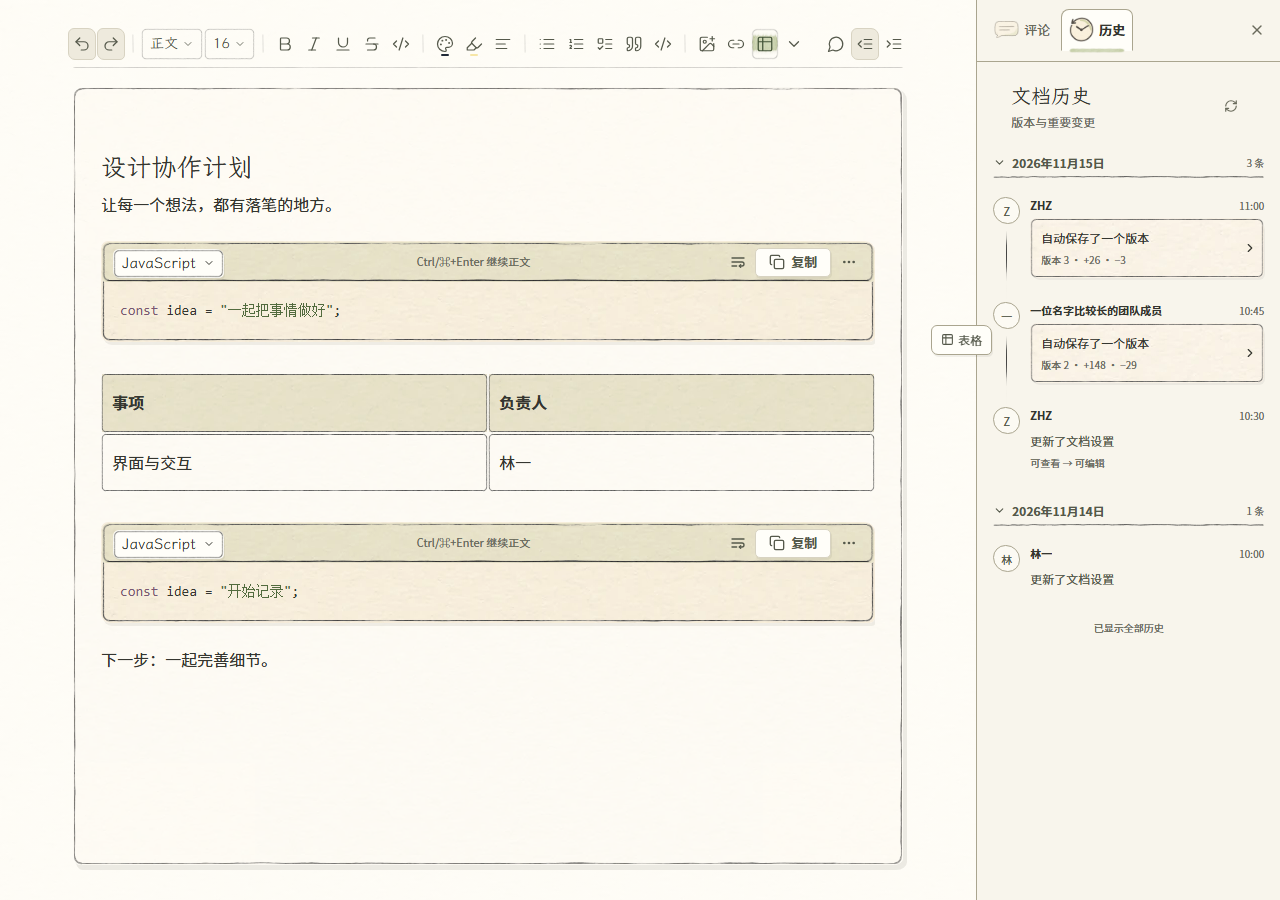 正文 16
评论 历史
文档历史
版本与重要变更
设计协作计划
让每一个想法，都有落笔的地方。
JavaScript Ctrl/⌘+Enter 继续正文 复制
const idea = "一起把事情做好";
表格
事项 负责人
界面与交互 林一
JavaScript Ctrl/⌘+Enter 继续正文 复制
const idea = "开始记录";
下一步：一起完善细节。
2026年11月15日 3 条
Z ZHZ 11:00
自动保存了一个版本
版本 3 · +26 · −3
一 一位名字比较长的团队成员 10:45
自动保存了一个版本
版本 2 · +148 · −29
Z ZHZ 10:30
更新了文档设置
可查看 → 可编辑
2026年11月14日 1 条
林 林一 10:00
更新了文档设置
已显示全部历史